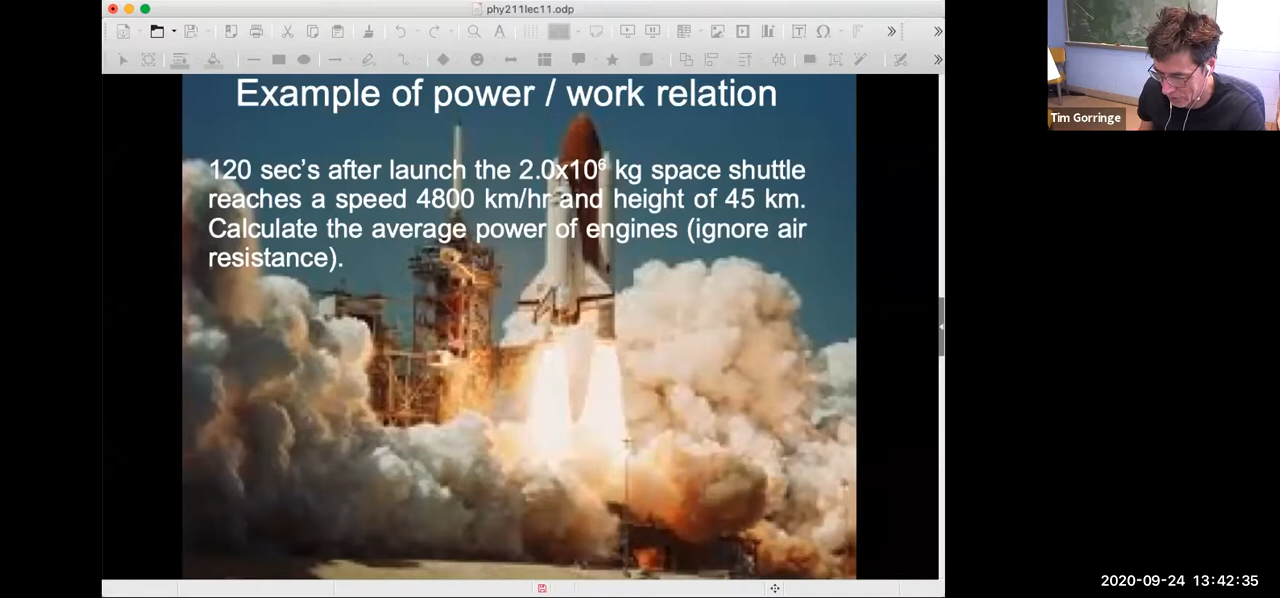 phy211lec11.odp
Example of power / work relation
120 sec’s after launch the 2.0x10⁶ kg space shuttle
reaches a speed 4800 km/hr and height of 45 km.
Calculate the average power of engines (ignore air
resistance).
Tim Gorringe
2020-09-24 13:42:35